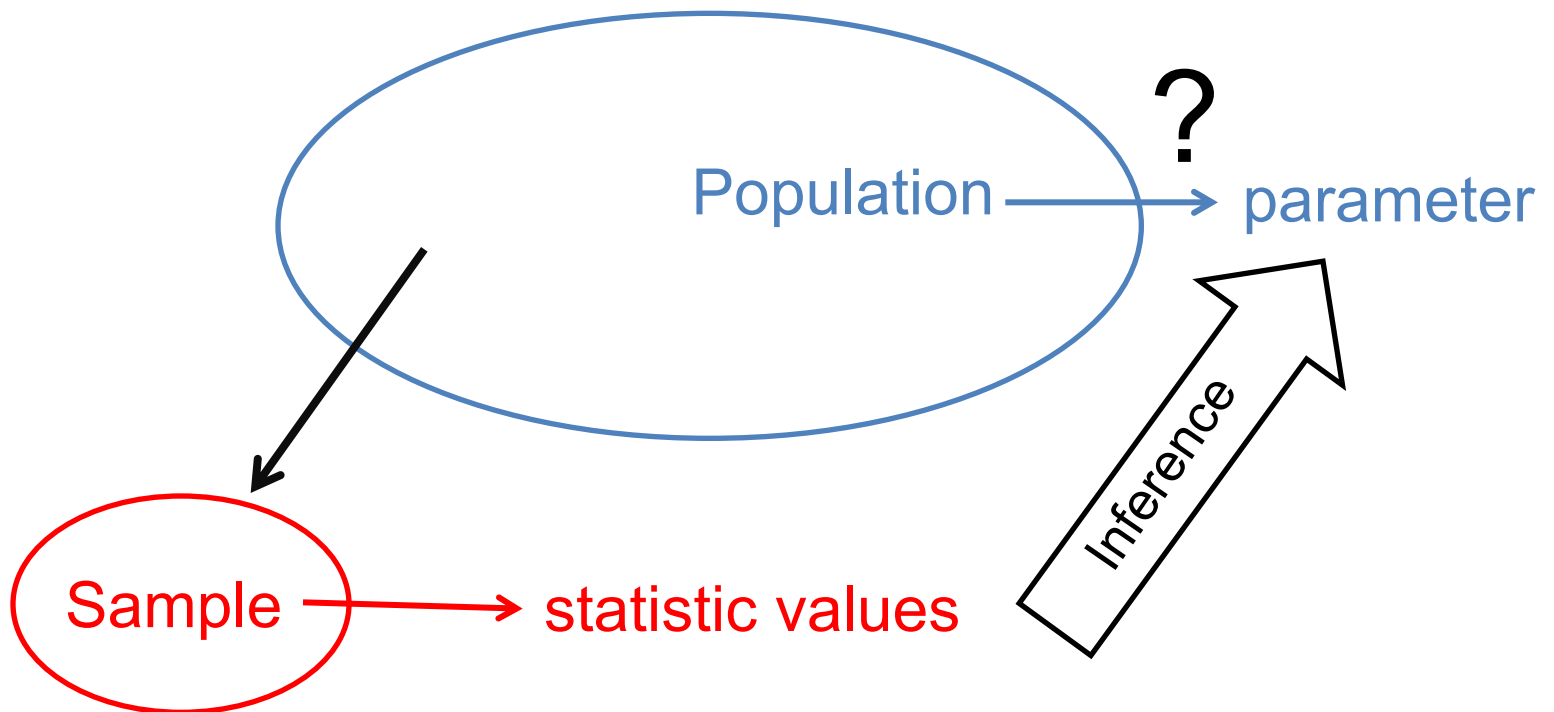 ?
Population
parameter
Inference
Sample
statistic values